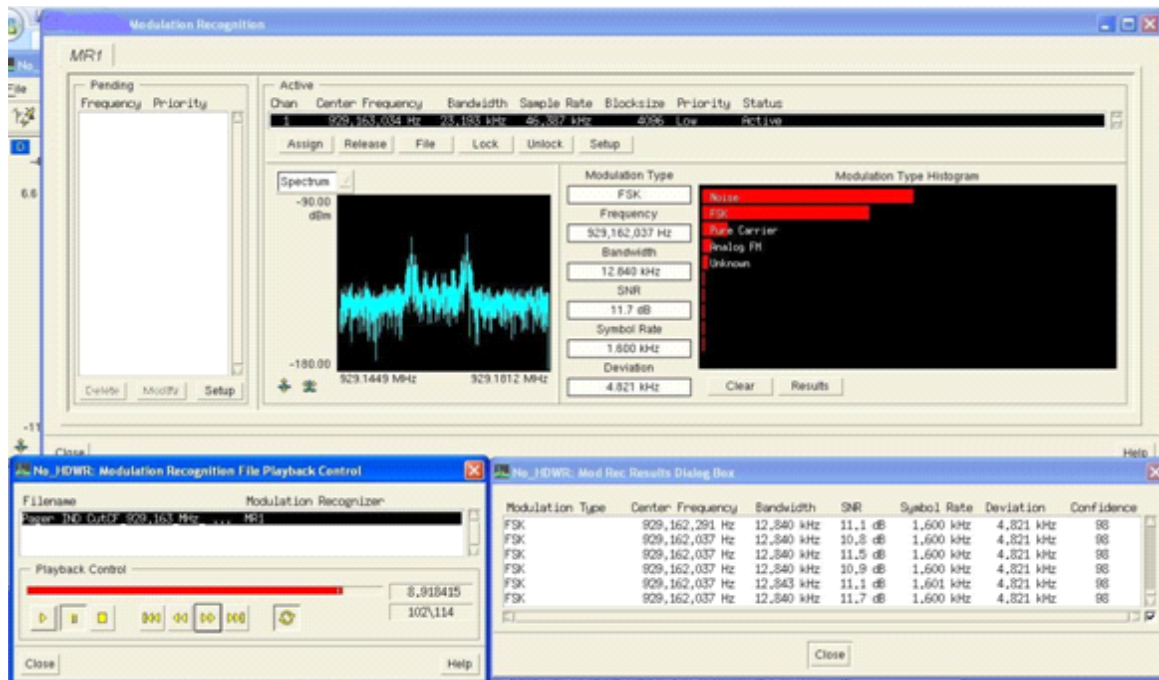 Modulation Recognition
MR1
Pending
Frequency Priority
Delete Modify Setup
Active
Chan Center Frequency Bandwidth Sample Rate Blocksize Priority Status
1 929,163,034 Hz 23,193 kHz 46,387 kHz 4096 Low Active
Assign Release File Lock Unlock Setup
Spectrum
-90.00
dBm
-180.00
929.1449 MHz 929.1812 MHz
Modulation Type
FSK
Frequency
929,162,037 Hz
Bandwidth
12.840 kHz
SNR
11.7 dB
Symbol Rate
1.600 kHz
Deviation
4.821 kHz
Modulation Type Histogram
Noise
FSK
Pure Carrier
Analog FM
Unknown
Clear Results
6.6
Close
Help
No_HDWR: Modulation Recognition File Playback Control
Filename Modulation Recognizer
Pager IND CutCF 929,163 MHz ... MR1
Playback Control
8,918415
102\114
Close Help
No_HDWR: Mod Rec Results Dialog Box
Modulation Type Center Frequency Bandwidth SNR Symbol Rate Deviation Confidence
FSK 929,162,291 Hz 12,840 kHz 11,1 dB 1,600 kHz 4,821 kHz 98
FSK 929,162,037 Hz 12,840 kHz 10,8 dB 1,600 kHz 4,821 kHz 98
FSK 929,162,037 Hz 12,840 kHz 11,5 dB 1,600 kHz 4,821 kHz 98
FSK 929,162,037 Hz 12,840 kHz 10,9 dB 1,600 kHz 4,821 kHz 98
FSK 929,162,037 Hz 12,843 kHz 11,1 dB 1,601 kHz 4,821 kHz 98
FSK 929,162,037 Hz 12,840 kHz 11,7 dB 1,600 kHz 4,821 kHz 98
Close